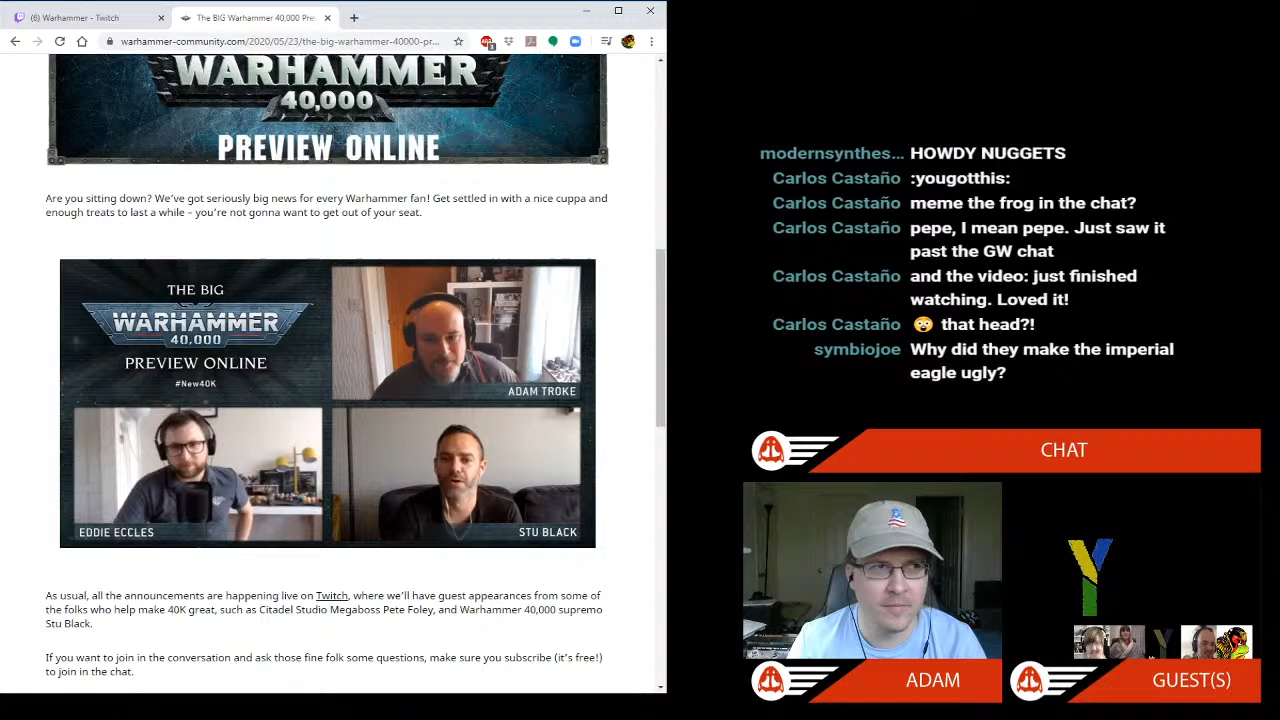 (6) Warhammer - Twitch
The BIG Warhammer 40,000 Pre
warhammer-community.com/2020/05/23/the-big-warhammer-40000-pr...
WARHAMMER
40,000
PREVIEW ONLINE
Are you sitting down? We've got seriously big news for every Warhammer fan! Get settled in with a nice cuppa and
enough treats to last a while – you're not gonna want to get out of your seat.
THE BIG
WARHAMMER
40,000
PREVIEW ONLINE
#New40K
ADAM TROKE
EDDIE ECCLES
STU BLACK
As usual, all the announcements are happening live on Twitch, where we'll have guest appearances from some of
the folks who help make 40K great, such as Citadel Studio Megaboss Pete Foley, and Warhammer 40,000 supremo
Stu Black.
If you want to join in the conversation and ask those fine folk some questions, make sure you subscribe (it's free!)
to join in the chat.
modernsynthes... HOWDY NUGGETS
Carlos Castaño :yougotthis:
Carlos Castaño meme the frog in the chat?
Carlos Castaño pepe, I mean pepe. Just saw it
past the GW chat
Carlos Castaño and the video: just finished
watching. Loved it!
Carlos Castaño 😳 that head?!
symbiojoe Why did they make the imperial
eagle ugly?
CHAT
Y
ADAM
GUEST(S)